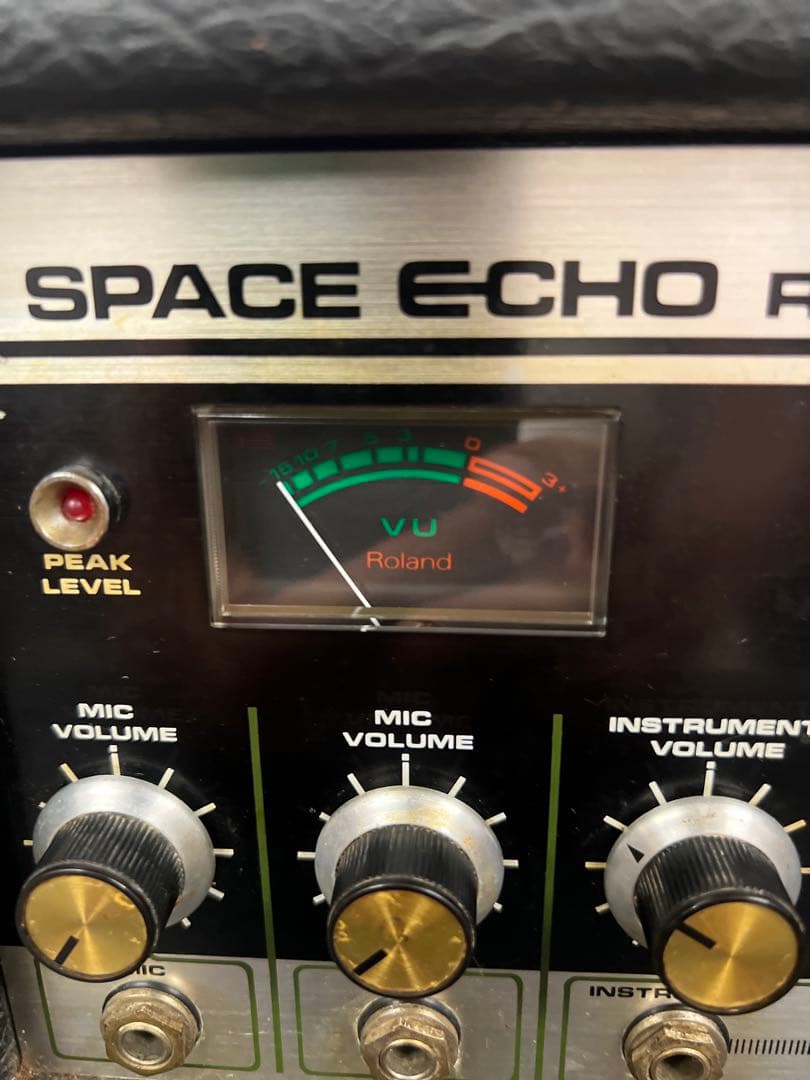 SPACE ECHO R
-15 10 7 5 3 0 3 +
VU
Roland
PEAK
LEVEL
MIC
VOLUME
MIC
VOLUME
INSTRUMENT
VOLUME
MIC
INSTR